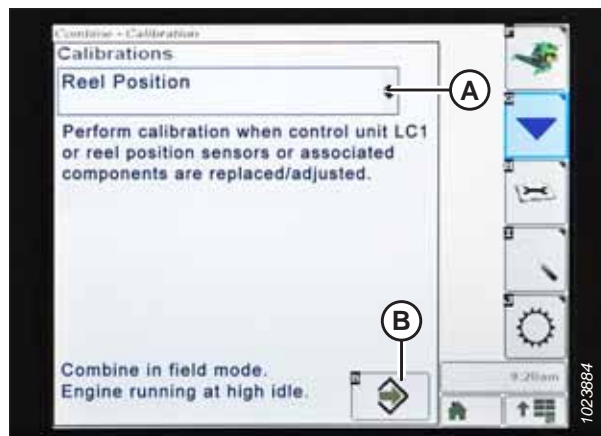 Combine - Calibration
Calibrations
Reel Position
A
Perform calibration when control unit LC1
or reel position sensors or associated
components are replaced/adjusted.
B
Combine in field mode.
Engine running at high idle.
9:20am
1023884